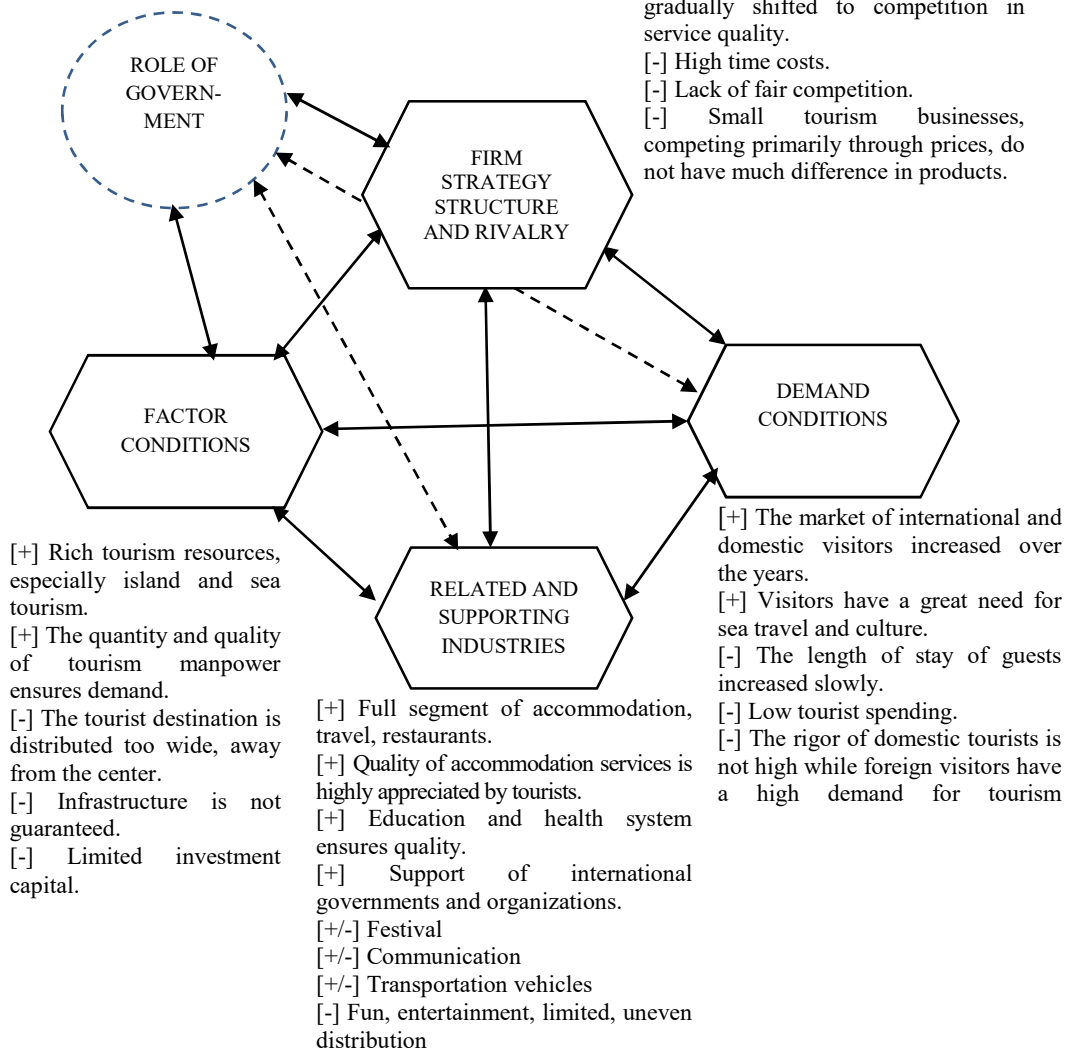 gradually shifted to competition in
service quality.
[-] High time costs.
[-] Lack of fair competition.
[-] Small tourism businesses,
competing primarily through prices, do
not have much difference in products.
ROLE OF
GOVERN-
MENT
FIRM
STRATEGY
STRUCTURE
AND RIVALRY
FACTOR
CONDITIONS
DEMAND
CONDITIONS
RELATED AND
SUPPORTING
INDUSTRIES
[+] Rich tourism resources,
especially island and sea
tourism.
[+] The quantity and quality
of tourism manpower
ensures demand.
[-] The tourist destination is
distributed too wide, away
from the center.
[-] Infrastructure is not
guaranteed.
[-] Limited investment
capital.
[+] Full segment of accommodation,
travel, restaurants.
[+] Quality of accommodation services is
highly appreciated by tourists.
[+] Education and health system
ensures quality.
[+] Support of international
governments and organizations.
[+/-] Festival
[+/-] Communication
[+/-] Transportation vehicles
[-] Fun, entertainment, limited, uneven
distribution
[+] The market of international and
domestic visitors increased over
the years.
[+] Visitors have a great need for
sea travel and culture.
[-] The length of stay of guests
increased slowly.
[-] Low tourist spending.
[-] The rigor of domestic tourists is
not high while foreign visitors have
a high demand for tourism